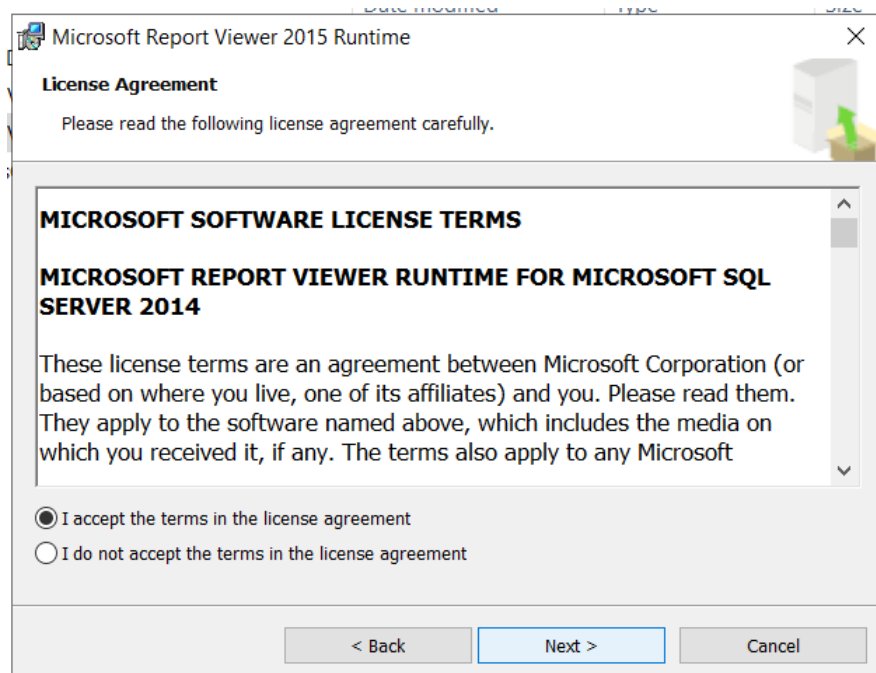 Date modified Type Size
Microsoft Report Viewer 2015 Runtime
License Agreement
Please read the following license agreement carefully.
MICROSOFT SOFTWARE LICENSE TERMS
MICROSOFT REPORT VIEWER RUNTIME FOR MICROSOFT SQL
SERVER 2014
These license terms are an agreement between Microsoft Corporation (or
based on where you live, one of its affiliates) and you. Please read them.
They apply to the software named above, which includes the media on
which you received it, if any. The terms also apply to any Microsoft
I accept the terms in the license agreement
I do not accept the terms in the license agreement
< Back
Next >
Cancel